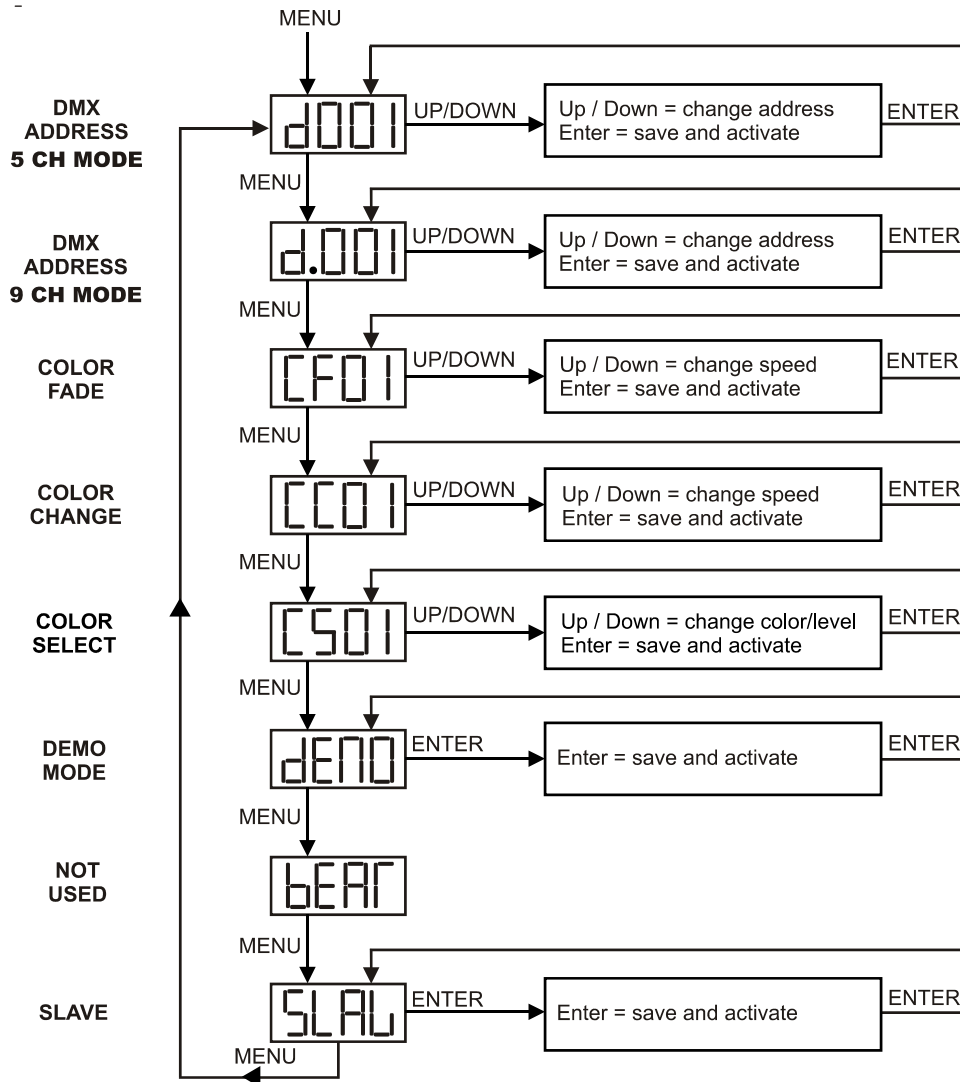 MENU
DMX
ADDRESS
5 CH MODE
d001
UP/DOWN
Up / Down = change address
Enter = save and activate
ENTER
MENU
DMX
ADDRESS
9 CH MODE
d.001
UP/DOWN
Up / Down = change address
Enter = save and activate
ENTER
MENU
COLOR
FADE
CF01
UP/DOWN
Up / Down = change speed
Enter = save and activate
ENTER
MENU
COLOR
CHANGE
CC01
UP/DOWN
Up / Down = change speed
Enter = save and activate
ENTER
MENU
COLOR
SELECT
CS01
UP/DOWN
Up / Down = change color/level
Enter = save and activate
ENTER
MENU
DEMO
MODE
dEMO
ENTER
Enter = save and activate
ENTER
MENU
NOT
USED
bEAT
MENU
SLAVE
SLAV
ENTER
Enter = save and activate
ENTER
MENU